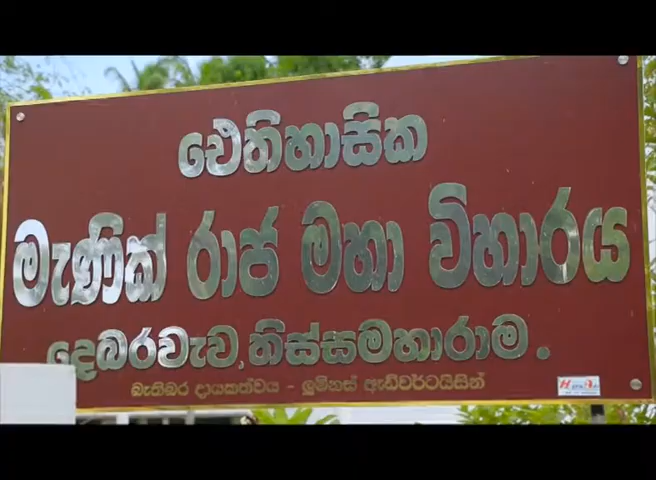 ඓතිහාසික
මැණික් රාජ මහා විහාරය
දෙබරවැව, තිස්සමහාරාම .
බැතිබර දායකත්වය - ලුමිනස් ඇඩ්වර්ටයිසින්